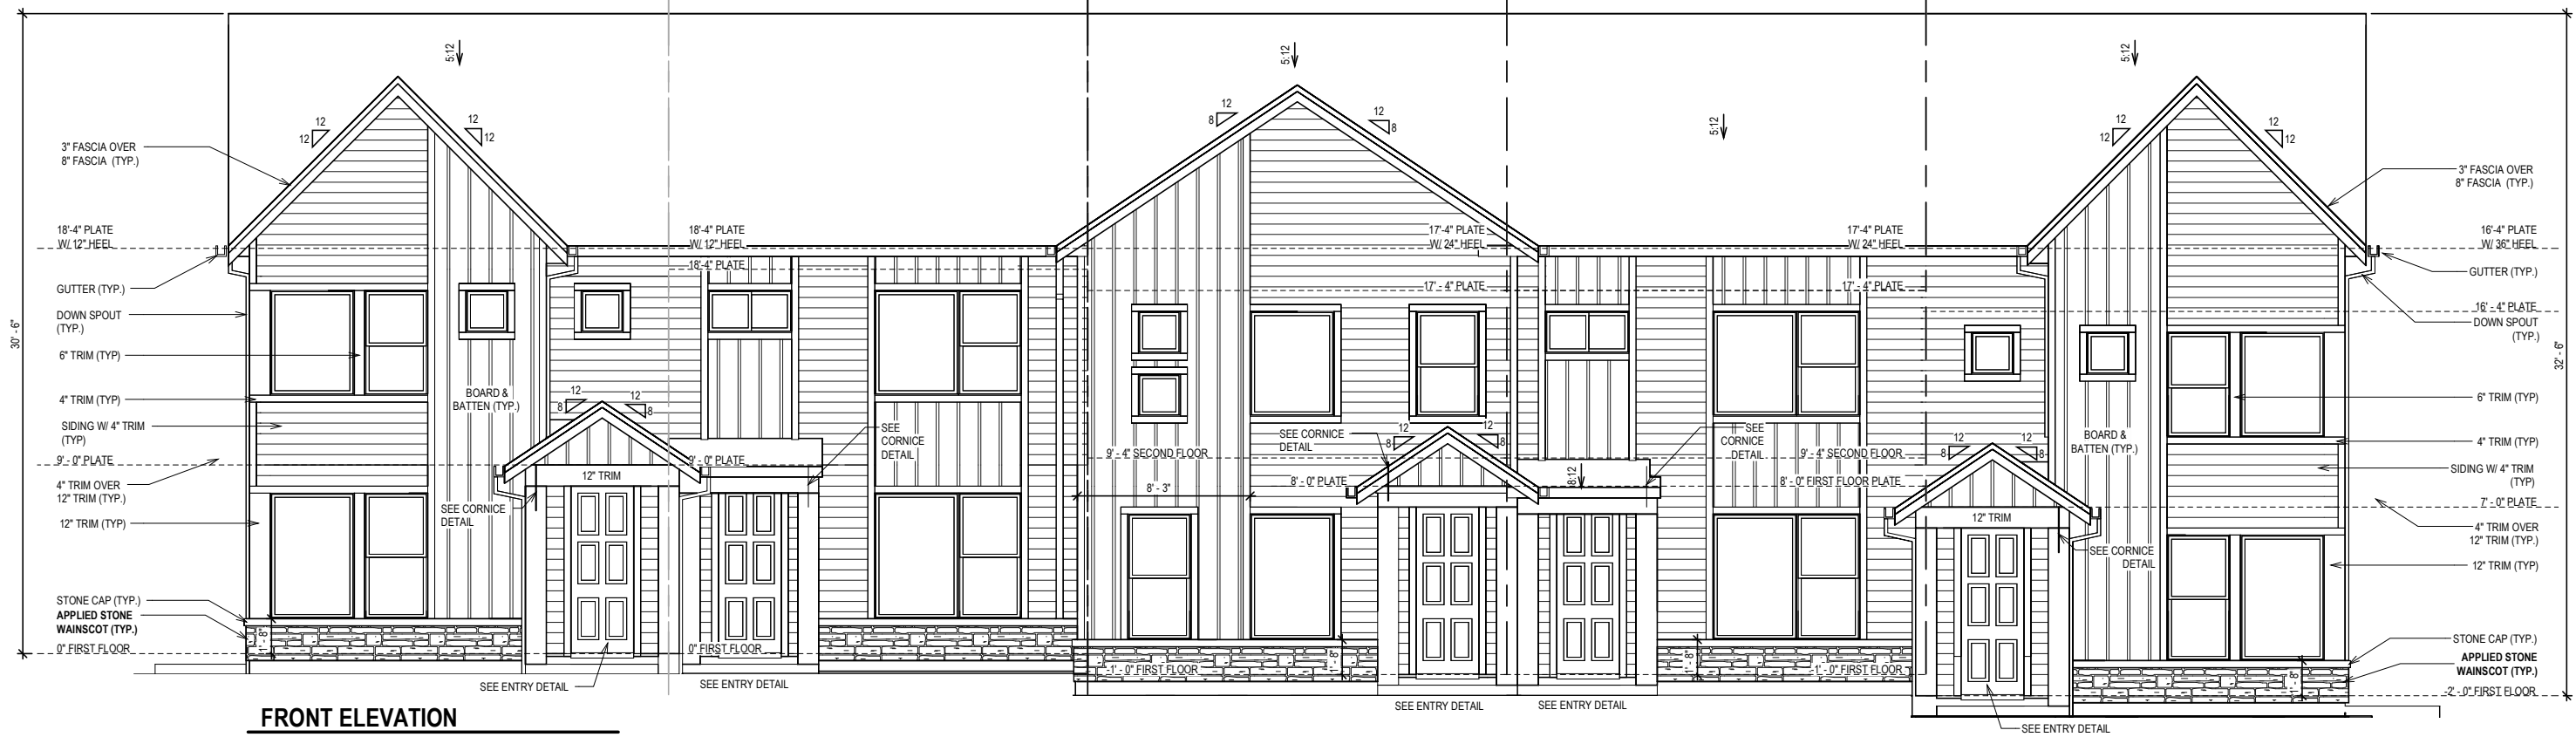 5:12
5:12
5:12
5:12
12
12
12
12
12
8
12
8
12
12
12
12
3" FASCIA OVER
8" FASCIA (TYP.)
18'-4" PLATE
W/ 12" HEEL
GUTTER (TYP.)
DOWN SPOUT
(TYP.)
6" TRIM (TYP)
4" TRIM (TYP)
SIDING W/ 4" TRIM
(TYP)
9' - 0" PLATE
4" TRIM OVER
12" TRIM (TYP.)
12" TRIM (TYP)
STONE CAP (TYP.)
APPLIED STONE
WAINSCOT (TYP.)
0" FIRST FLOOR
30' - 6"
1' - 8"
BOARD &
BATTEN (TYP.)
12
8
12
8
12" TRIM
SEE CORNICE
DETAIL
SEE ENTRY DETAIL
18'-4" PLATE
W/ 12" HEEL
18'-4" PLATE
9' - 0" PLATE
SEE
CORNICE
DETAIL
0" FIRST FLOOR
SEE ENTRY DETAIL
9' - 4" SECOND FLOOR
8' - 3"
-1' - 0" FIRST FLOOR
17'-4" PLATE
W/ 24" HEEL
17' - 4" PLATE
SEE CORNICE
DETAIL
12
8
12
8
8' - 0" PLATE
1' - 8"
SEE ENTRY DETAIL
8:12
SEE ENTRY DETAIL
SEE
CORNICE
DETAIL
17'-4" PLATE
W/ 24" HEEL
17' - 4" PLATE
9' - 4" SECOND FLOOR
8' - 0" FIRST FLOOR PLATE
1' - 8"
-1' - 0" FIRST FLOOR
12
8
12
8
12" TRIM
SEE CORNICE
DETAIL
SEE ENTRY DETAIL
BOARD &
BATTEN (TYP.)
1' - 8"
3" FASCIA OVER
8" FASCIA (TYP.)
16'-4" PLATE
W/ 36" HEEL
GUTTER (TYP.)
16' - 4" PLATE
DOWN SPOUT
(TYP.)
32' - 6"
6" TRIM (TYP)
4" TRIM (TYP)
SIDING W/ 4" TRIM
(TYP)
7' - 0" PLATE
4" TRIM OVER
12" TRIM (TYP.)
12" TRIM (TYP)
STONE CAP (TYP.)
APPLIED STONE
WAINSCOT (TYP.)
-2' - 0" FIRST FLOOR
FRONT ELEVATION